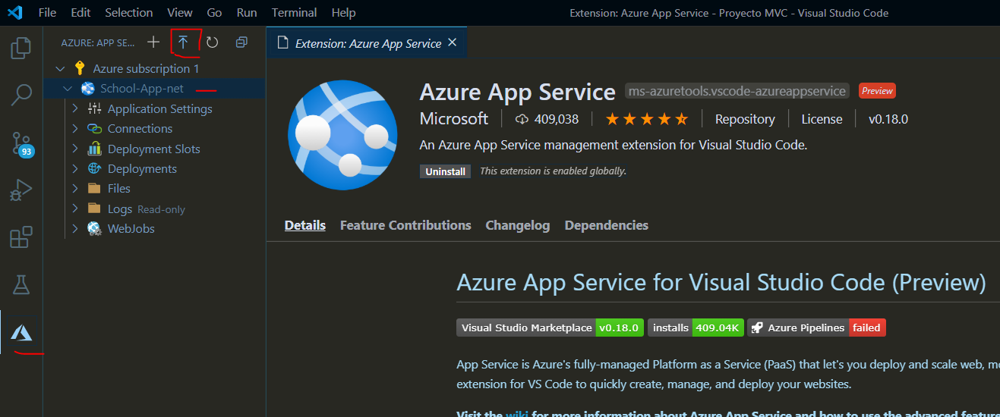 File Edit Selection View Go Run Terminal Help
Extension: Azure App Service - Proyecto MVC - Visual Studio Code
AZURE: APP SE...
Extension: Azure App Service
Azure subscription 1
School-App-net
Application Settings
Connections
Deployment Slots
Deployments
Files
Logs Read-only
WebJobs
93
Azure App Service ms-azuretools.vscode-azureappservice Preview
Microsoft 409,038 Repository License v0.18.0
An Azure App Service management extension for Visual Studio Code.
Uninstall This extension is enabled globally.
Details Feature Contributions Changelog Dependencies
Azure App Service for Visual Studio Code (Preview)
Visual Studio Marketplace v0.18.0 installs 409.04K Azure Pipelines failed
App Service is Azure's fully-managed Platform as a Service (PaaS) that let's you deploy and scale web, mo
extension for VS Code to quickly create, manage, and deploy your websites.
Visit the wiki for more information about Azure App Service and how to use the advanced feature